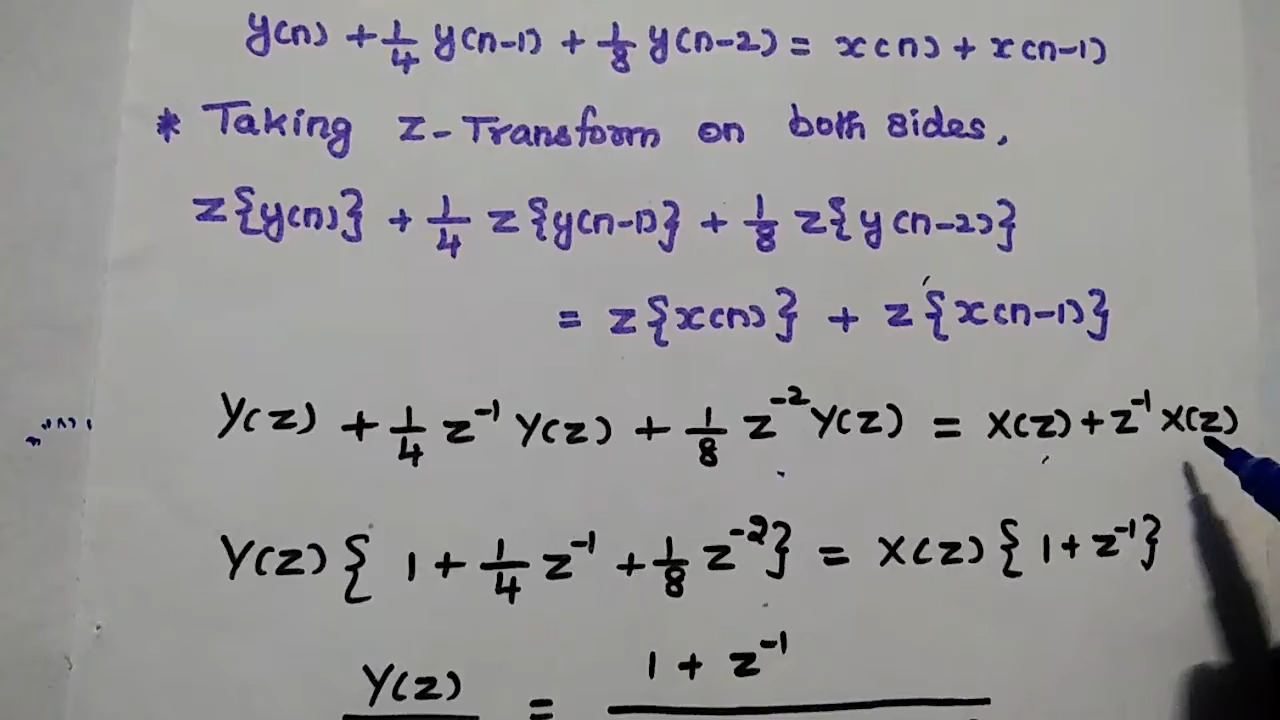 y(n) + 1/4 y(n-1) + 1/8 y(n-2) = x(n) + x(n-1)
* Taking z-Transform on both sides,
z{y(n)} + 1/4 z{y(n-1)} + 1/8 z{y(n-2)}
= z{x(n)} + z{x(n-1)}
Y(z) + 1/4 z⁻¹ Y(z) + 1/8 z⁻² Y(z) = X(z) + z⁻¹ X(z)
Y(z) { 1 + 1/4 z⁻¹ + 1/8 z⁻² } = X(z) { 1 + z⁻¹ }
Y(z) = 1 + z⁻¹